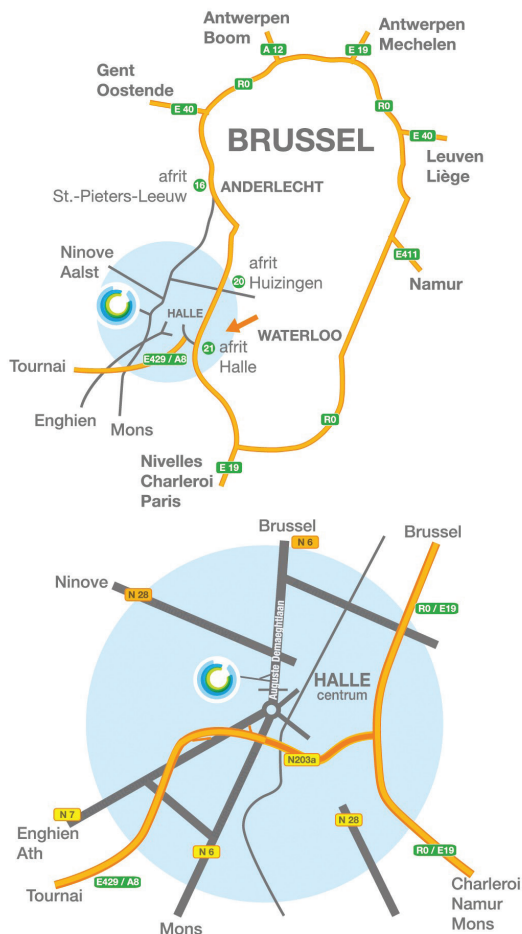 Antwerpen
Boom
Antwerpen
Mechelen
A 12
E 19
R0
Gent
Oostende
E 40
R0
BRUSSEL
E 40
Leuven
Liège
afrit
St.-Pieters-Leeuw
16
ANDERLECHT
E411
Namur
Ninove
Aalst
20
afrit
Huizingen
HALLE
WATERLOO
21
afrit
Halle
Tournai
E429 / A8
Enghien
Mons
R0
Nivelles
Charleroi
Paris
E 19
Brussel
N 6
Brussel
Ninove
N 28
R0 / E19
Auguste Demaeghtlaan
HALLE
centrum
N203a
N 7
Enghien
Ath
N 28
N 6
R0 / E19
E429 / A8
Tournai
Mons
Charleroi
Namur
Mons